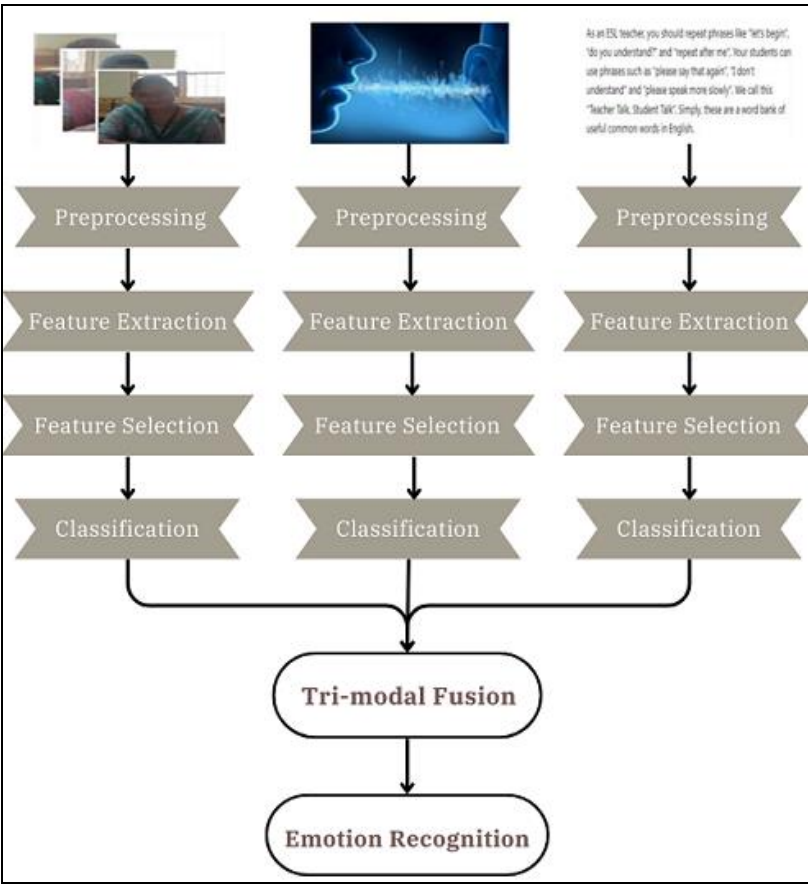 As an ESL teacher, you should repeat phrases like "let's begin",
"do you understand?" and "repeat after me". Your students can
use phrases such as "please say that again", "I don't
understand" and "please speak more slowly". We call this
"Teacher Talk, Student Talk". Simply, these are a word bank of
useful common words in English.
Preprocessing
Preprocessing
Preprocessing
Feature Extraction
Feature Extraction
Feature Extraction
Feature Selection
Feature Selection
Feature Selection
Classification
Classification
Classification
Tri-modal Fusion
Emotion Recognition